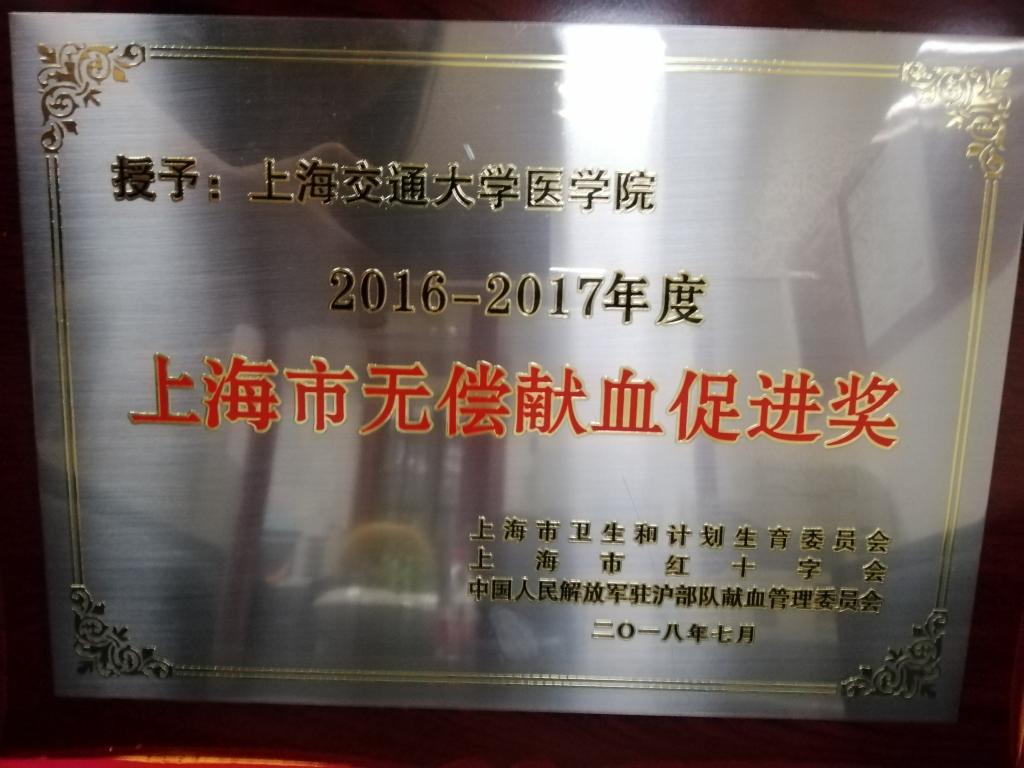 授予：上海交通大学医学院
2016-2017年度
上海市无偿献血促进奖
上海市卫生和计划生育委员会
上海市红十字会
中国人民解放军驻沪部队献血管理委员会
二〇一八年七月